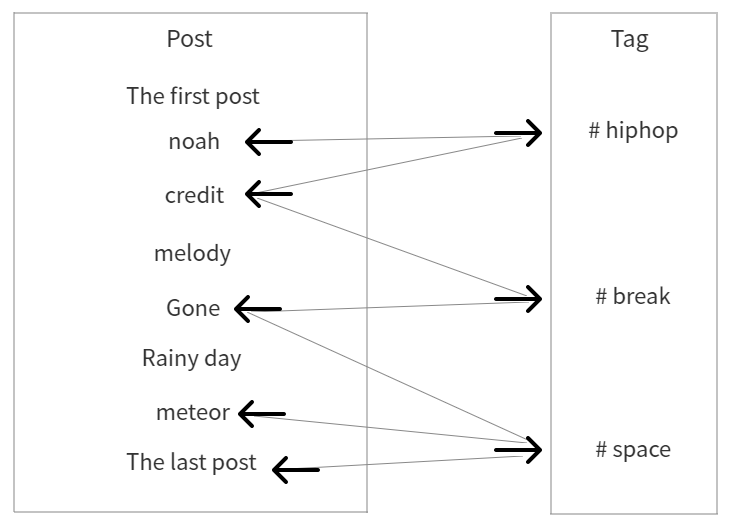 Post
The first post
noah
credit
melody
Gone
Rainy day
meteor
The last post
Tag
# hiphop
# break
# space